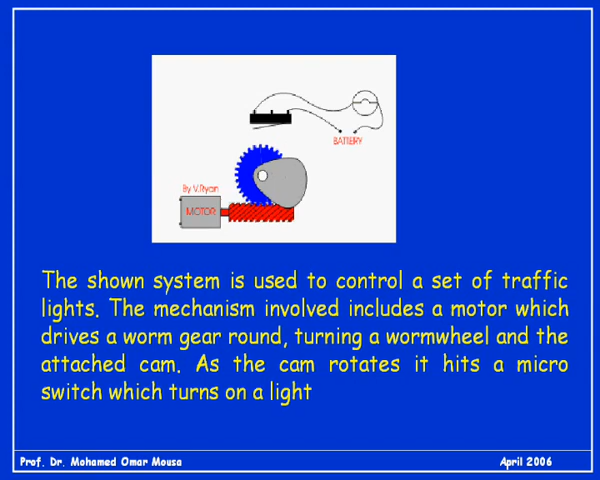 BATTERY
By V.Ryan
MOTOR
The shown system is used to control a set of traffic
lights. The mechanism involved includes a motor which
drives a worm gear round, turning a wormwheel and the
attached cam. As the cam rotates it hits a micro
switch which turns on a light
Prof. Dr. Mohamed Omar Mousa
April 2006